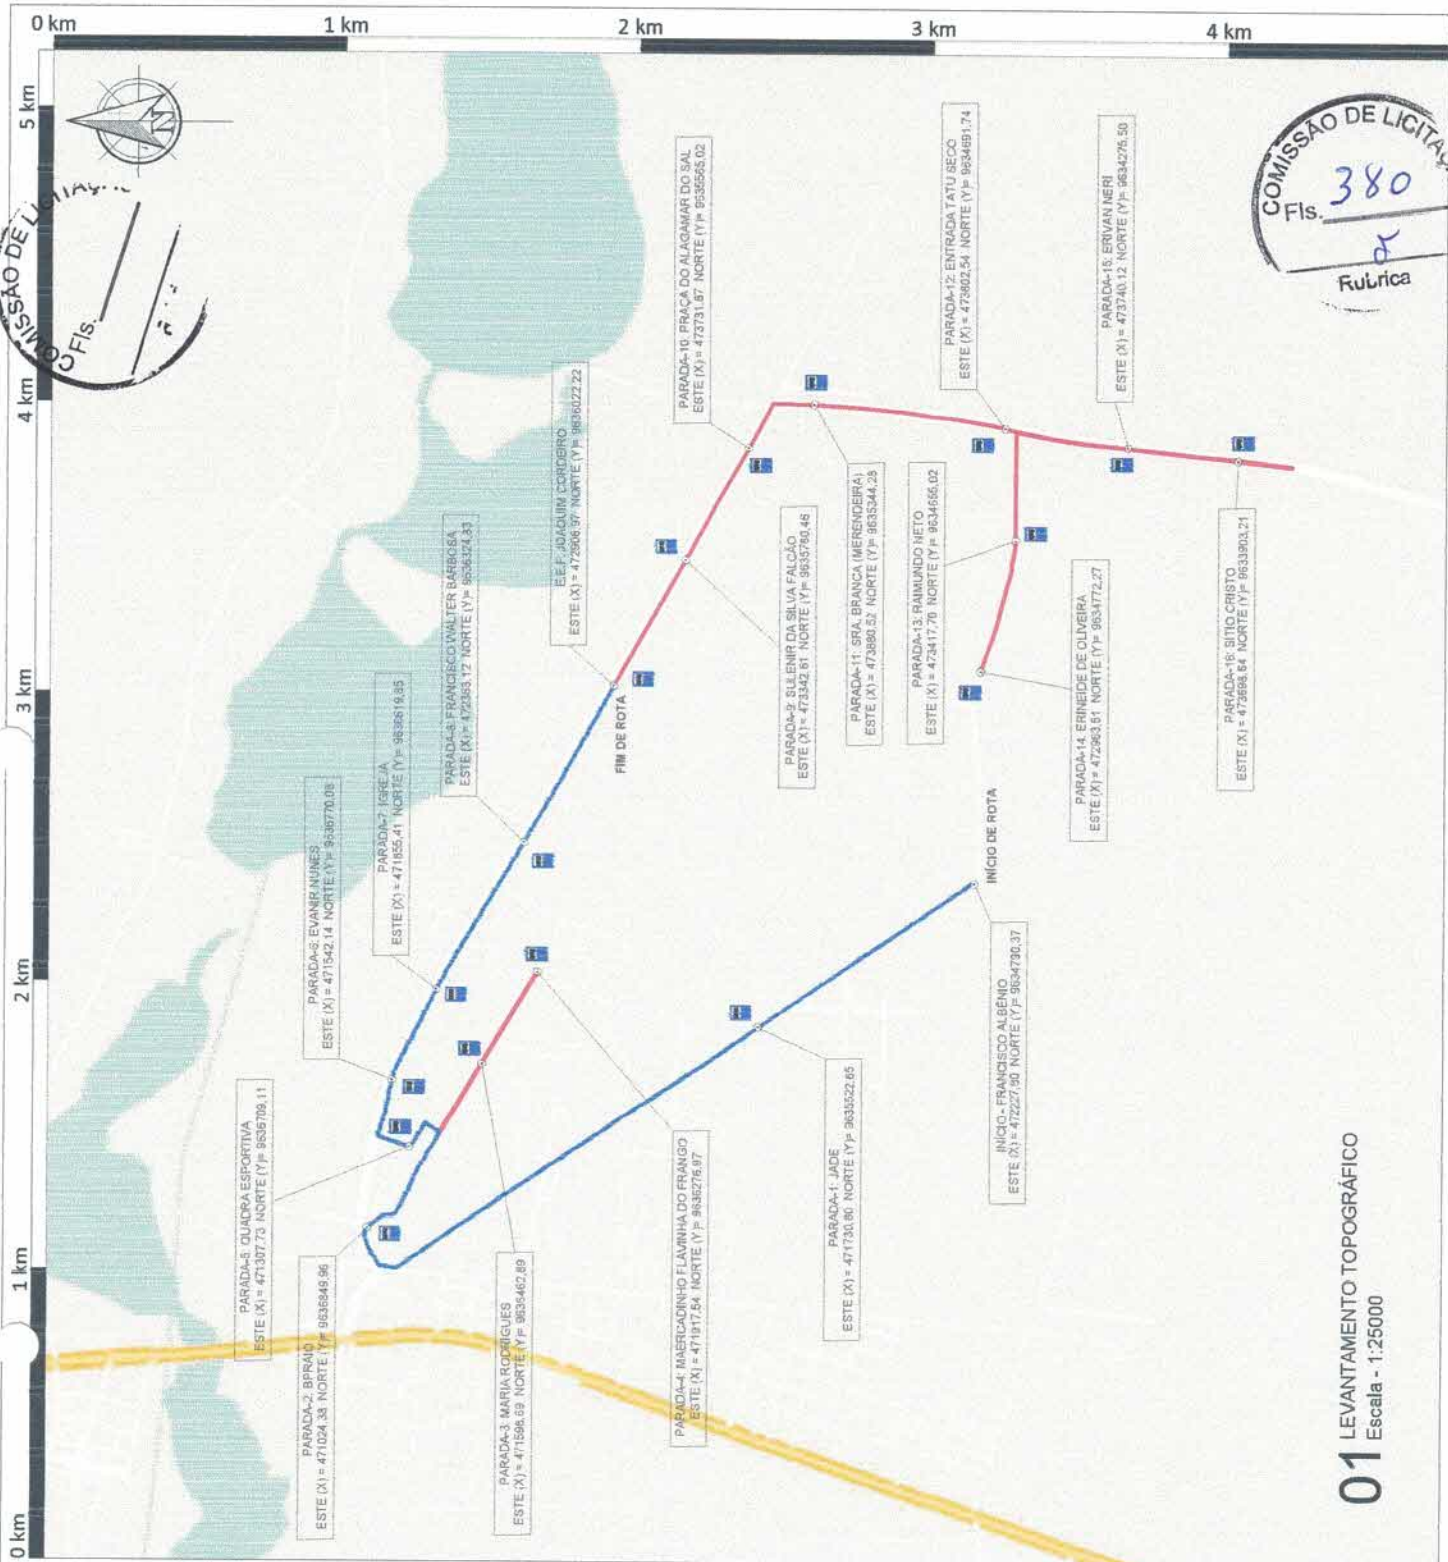 0 km
1 km
2 km
3 km
4 km
0 km
1 km
2 km
3 km
4 km
5 km
N
COMISSÃO DE LICITAÇ
Fls.
COMISSÃO DE LICITAÇ
Fls. 380
Rubrica
PARADA-10: PRAÇA DO ALAGAMAR DO SAL
ESTE (X) = 473731,87 NORTE (Y)= 9635565,02
PARADA-12: ENTRADA TATU SECO
ESTE (X) = 473802,54 NORTE (Y)= 9634691,74
PARADA-15: ERIVAN NERI
ESTE (X) = 473740,12 NORTE (Y)= 9634275,50
E.E.F. JOAQUIM CORDEIRO
ESTE (X) = 472906,97 NORTE (Y)= 9636022,22
PARADA-8: FRANCISCO WALTER BARBOSA
ESTE (X) = 472363,12 NORTE (Y)= 9636324,33
PARADA-7: IGREJA
ESTE (X) = 471855,41 NORTE (Y)= 9636619,85
PARADA-6: EVANIR NUNES
ESTE (X) = 471542,14 NORTE (Y)= 9636770,08
PARADA-5: QUADRA ESPORTIVA
ESTE (X) = 471307,73 NORTE (Y)= 9636709,11
PARADA-2: BPRAIO
ESTE (X) = 471024,38 NORTE (Y)= 9636849,96
PARADA-3: MARIA RODRIGUES
ESTE (X) = 471598,69 NORTE (Y)= 9636462,89
PARADA-4: MAERCADINHO FLAVINHA DO FRANGO
ESTE (X) = 471917,54 NORTE (Y)= 9636276,97
PARADA-1: JADE
ESTE (X) = 471730,80 NORTE (Y)= 9635522,65
INÍCIO - FRANCISCO ALBÊNIO
ESTE (X) = 472227,90 NORTE (Y)= 9634790,37
INÍCIO DE ROTA
FIM DE ROTA
PARADA-9: SULENIR DA SILVA FALCÃO
ESTE (X) = 473342,61 NORTE (Y)= 9635780,46
PARADA-11: SRA. BRANCA (MERENDEIRA)
ESTE (X) = 473880,52 NORTE (Y)= 9635344,28
PARADA-13: RAIMUNDO NETO
ESTE (X) = 473417,70 NORTE (Y)= 9634655,02
PARADA-14: ERINEIDE DE OLIVEIRA
ESTE (X) = 472963,51 NORTE (Y)= 9634772,27
PARADA-16: SITIO CRISTO
ESTE (X) = 473698,64 NORTE (Y)= 9633903,21
01 LEVANTAMENTO TOPOGRÁFICO
Escala - 1:25000